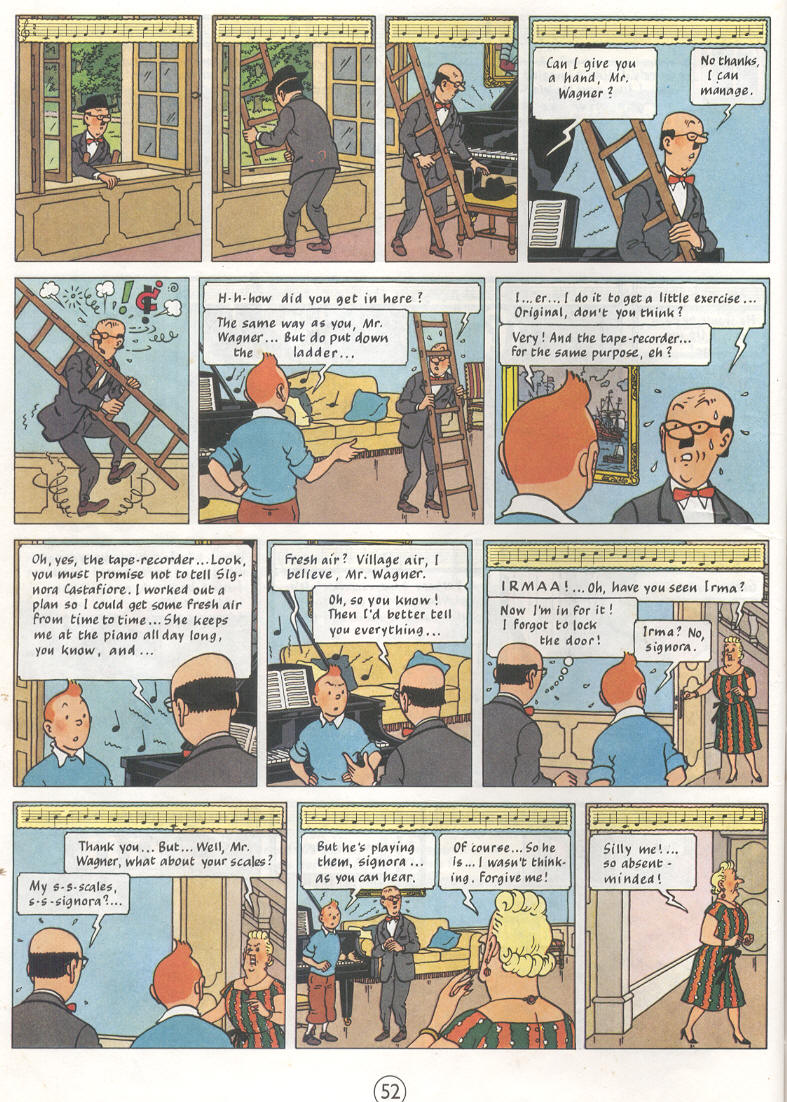 Can I give you
a hand, Mr.
Wagner?
No thanks,
I can
manage.
H-h-how did you get in here?
The same way as you, Mr.
Wagner... But do put down
the ladder...
I...er... I do it to get a little exercise...
Original, don't you think?
Very! And the tape-recorder...
for the same purpose, eh?
Oh, yes, the tape-recorder... Look,
you must promise not to tell Sig-
nora Castafiore. I worked out a
plan so I could get some fresh air
from time to time... She keeps
me at the piano all day long,
you know, and...
Fresh air? Village air, I
believe, Mr. Wagner.
Oh, so you know!
Then I'd better tell
you everything...
IRMAA!... Oh, have you seen Irma?
Now I'm in for it!
I forgot to lock
the door!
Irma? No,
signora.
Thank you... But... Well, Mr.
Wagner, what about your scales?
My s-s-scales,
s-s-signora?...
But he's playing
them, signora...
as you can hear.
Of course... So he
is... I wasn't think-
ing. Forgive me!
Silly me!...
so absent-
minded!
52